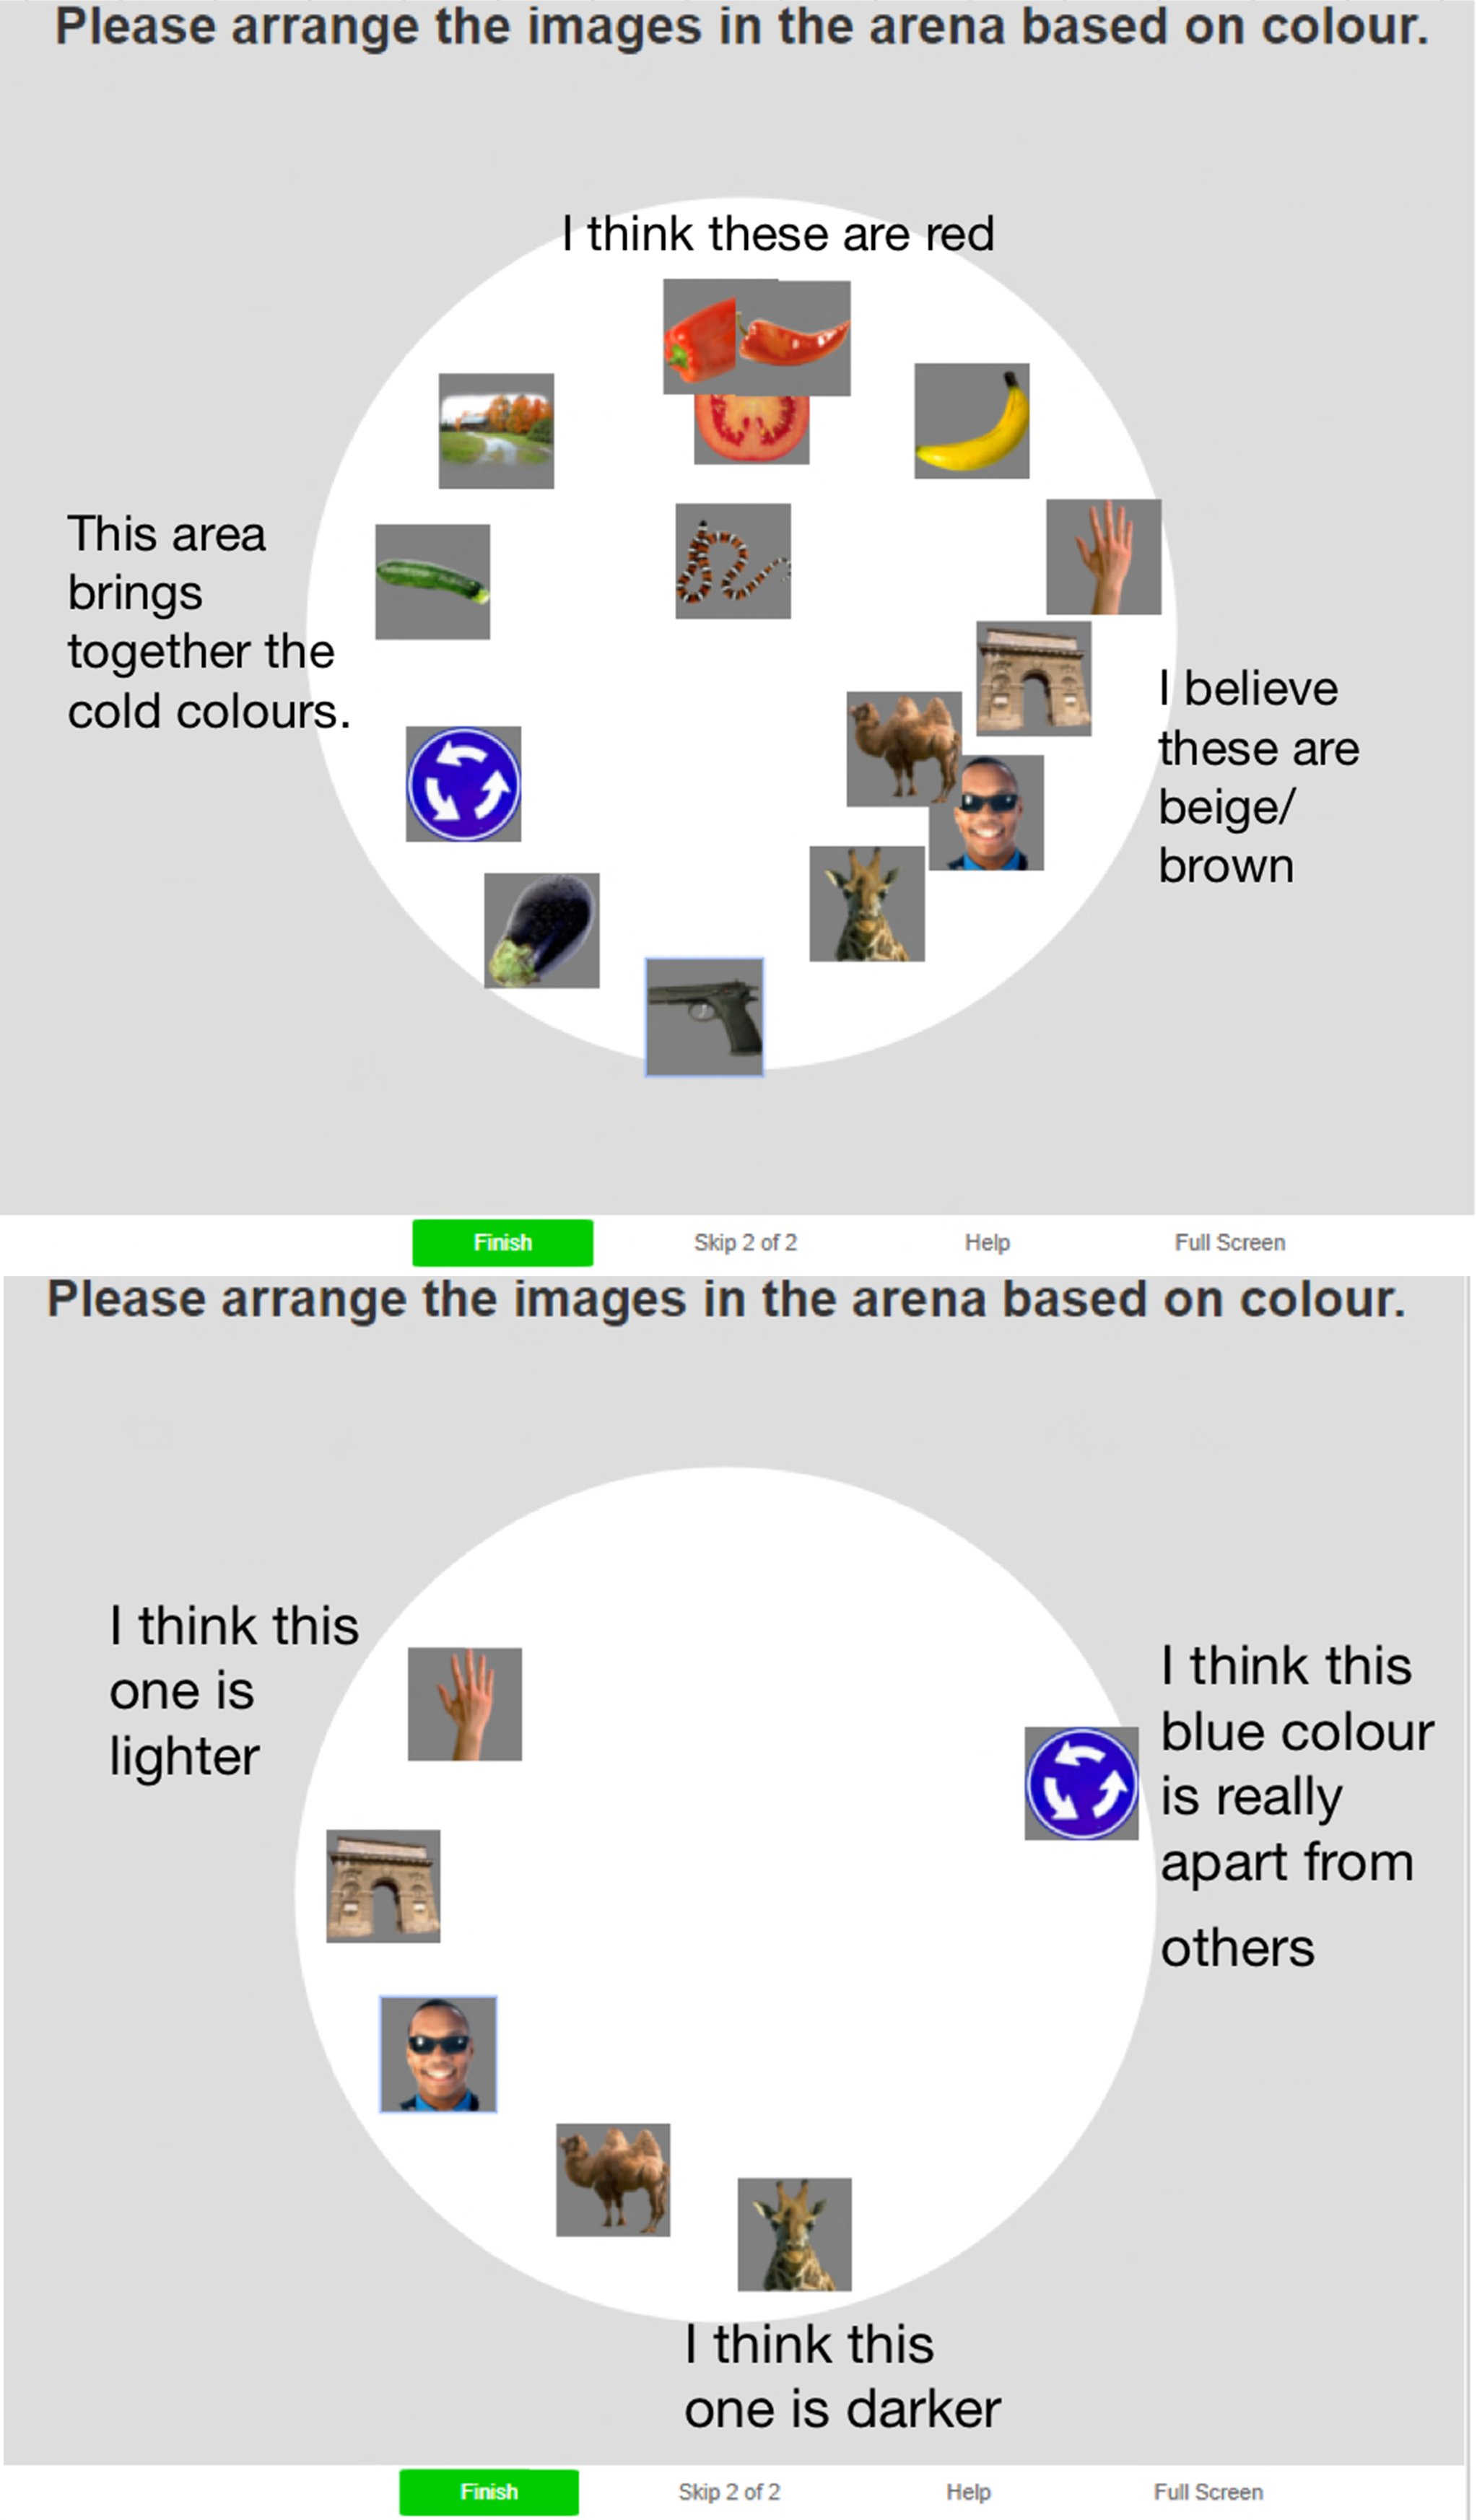 Please arrange the images in the arena based on colour.
I think these are red
This area
brings
together the
cold colours.
I believe
these are
beige/
brown
Finish
Skip 2 of 2
Help
Full Screen
Please arrange the images in the arena based on colour.
I think this
one is
lighter
I think this
blue colour
is really
apart from
others
I think this
one is darker
Finish
Skip 2 of 2
Help
Full Screen